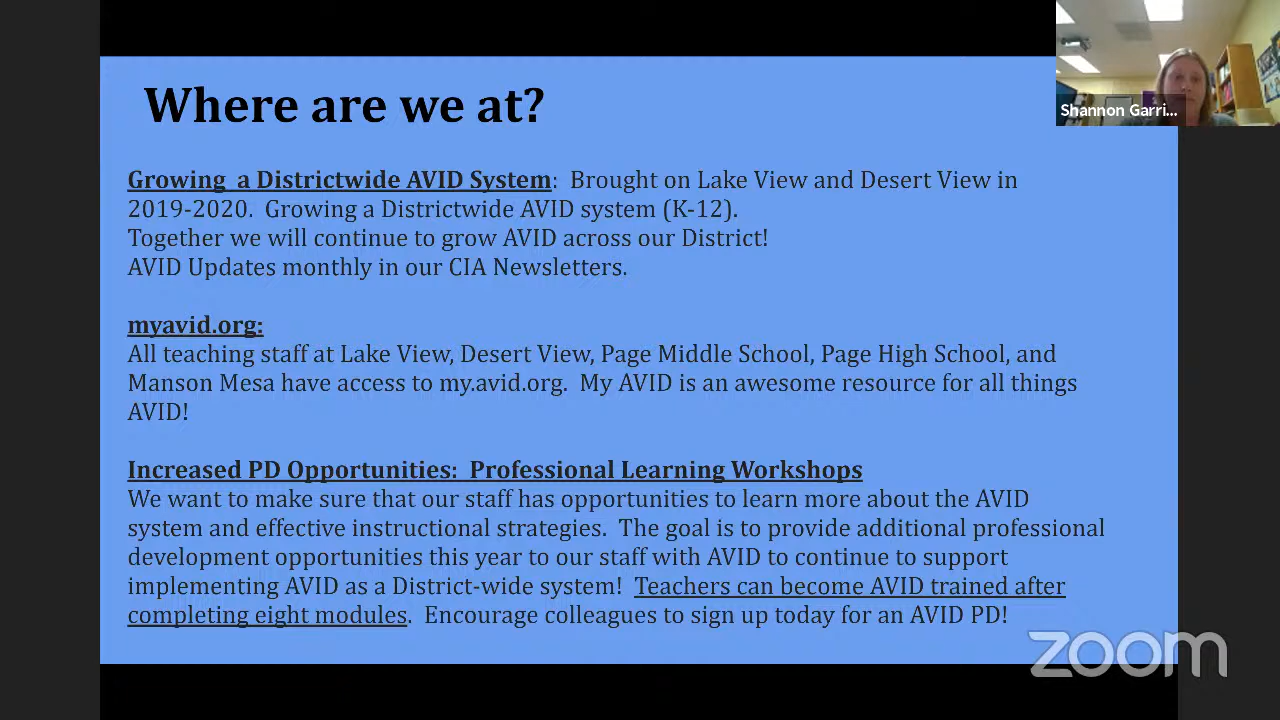 Where are we at?
Shannon Garri...
Growing a Districtwide AVID System: Brought on Lake View and Desert View in
2019-2020. Growing a Districtwide AVID system (K-12).
Together we will continue to grow AVID across our District!
AVID Updates monthly in our CIA Newsletters.
myavid.org:
All teaching staff at Lake View, Desert View, Page Middle School, Page High School, and
Manson Mesa have access to my.avid.org. My AVID is an awesome resource for all things
AVID!
Increased PD Opportunities: Professional Learning Workshops
We want to make sure that our staff has opportunities to learn more about the AVID
system and effective instructional strategies. The goal is to provide additional professional
development opportunities this year to our staff with AVID to continue to support
implementing AVID as a District-wide system! Teachers can become AVID trained after
completing eight modules. Encourage colleagues to sign up today for an AVID PD!
zoom